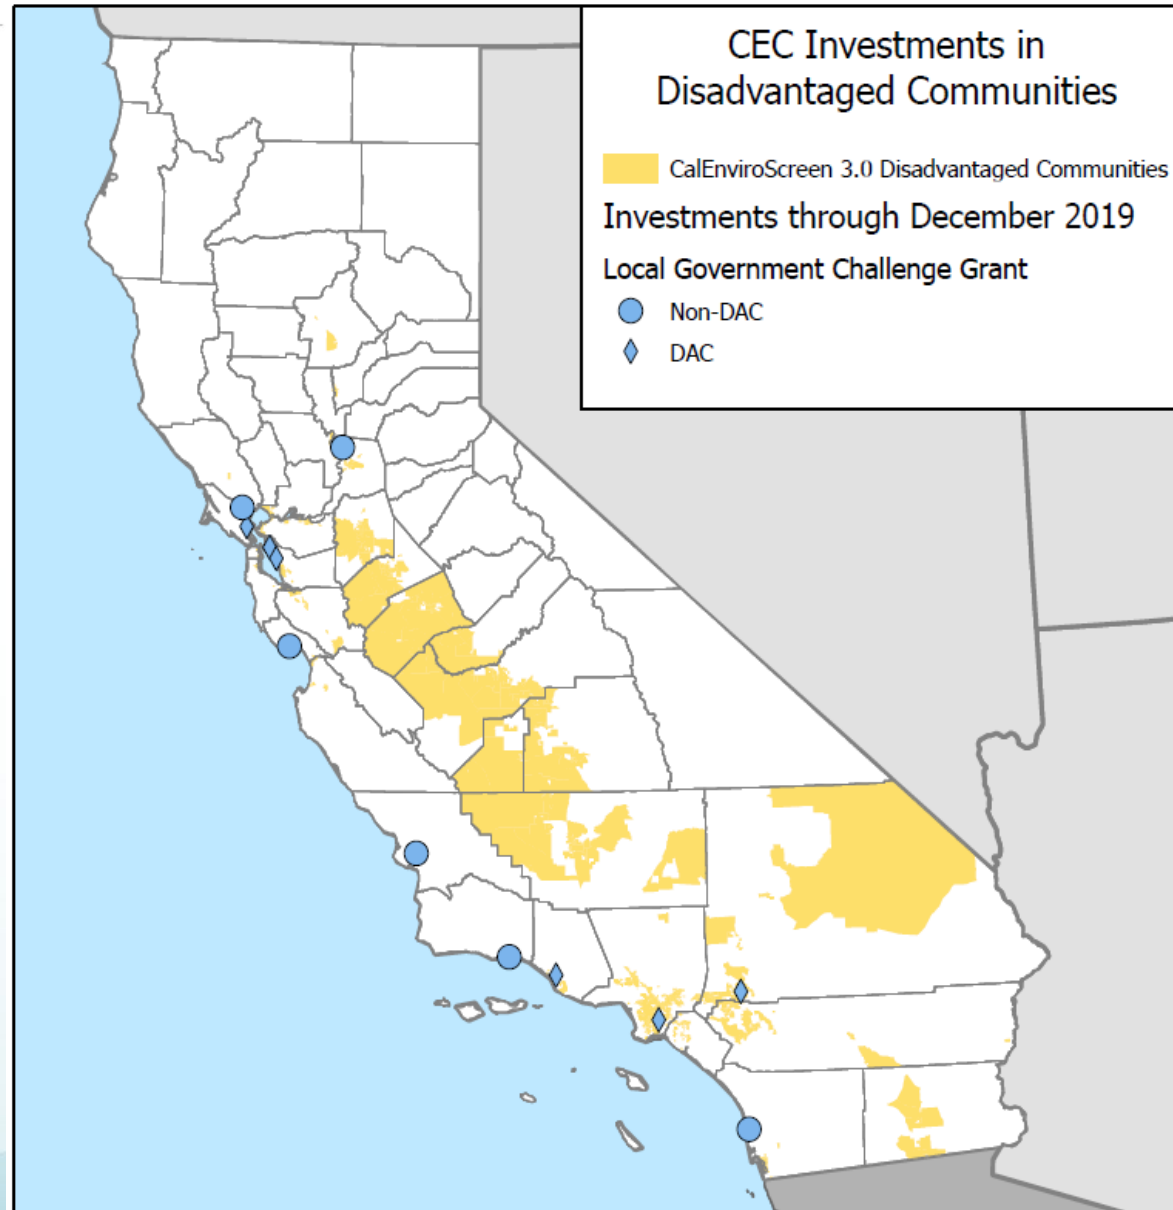 CEC Investments in
Disadvantaged Communities
CalEnviroScreen 3.0 Disadvantaged Communities
Investments through December 2019
Local Government Challenge Grant
Non-DAC
DAC